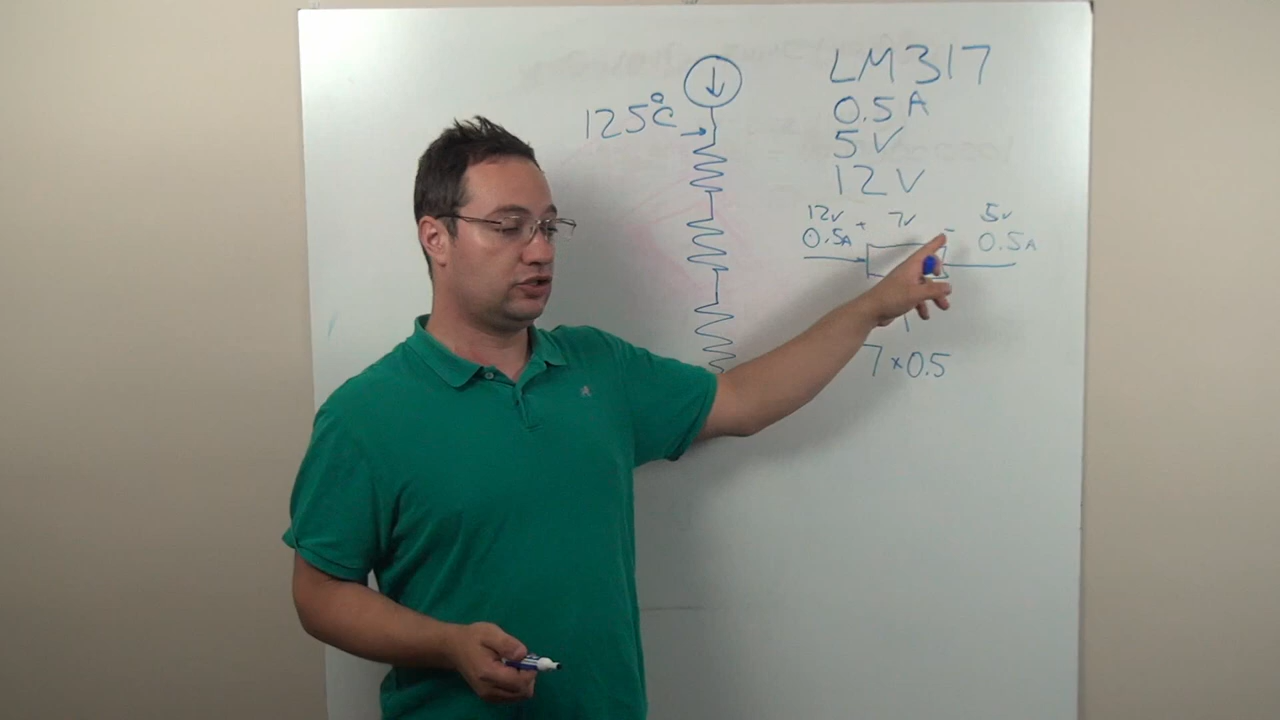 LM317
0.5A
125°C
5V
12V
12V + 7V - 5V
0.5A 0.5A
7×0.5